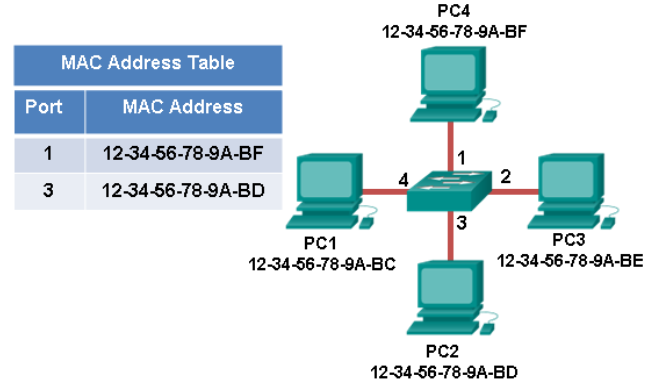 PC4
12-34-56-78-9A-BF
MAC Address Table
Port MAC Address
1 12-34-56-78-9A-BF
3 12-34-56-78-9A-BD
1
4
2
3
PC1
12-34-56-78-9A-BC
PC3
12-34-56-78-9A-BE
PC2
12-34-56-78-9A-BD